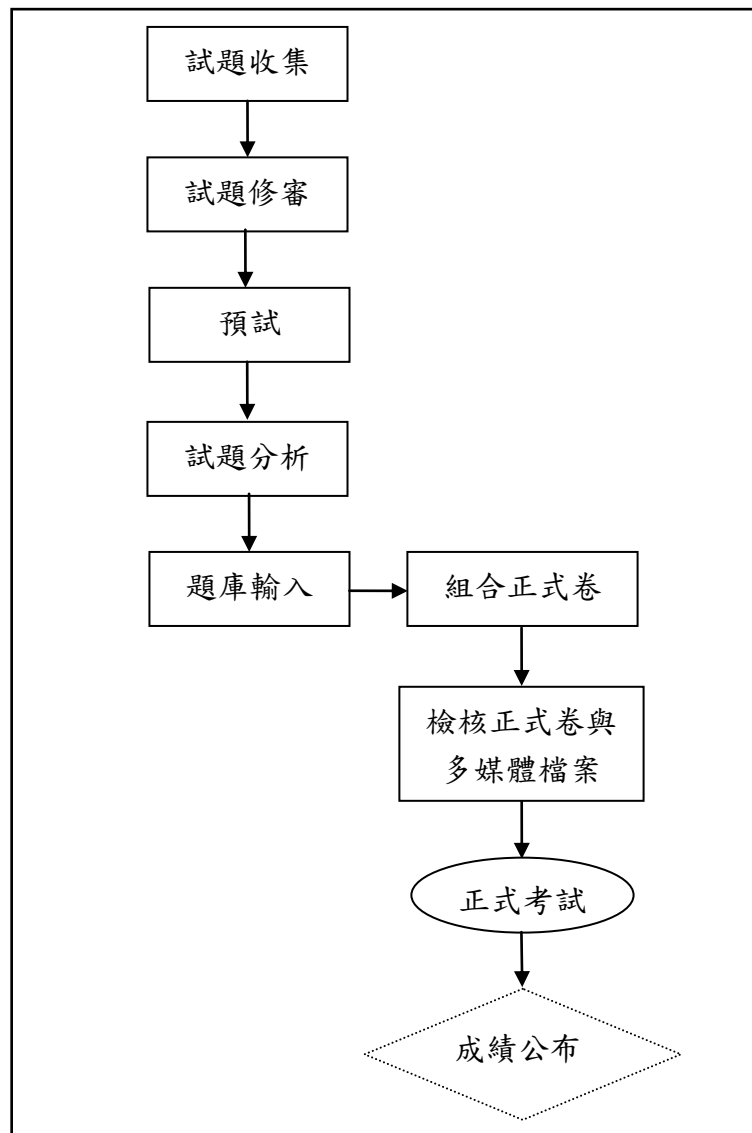 試題收集
試題修審
預試
試題分析
題庫輸入
組合正式卷
檢核正式卷與
多媒體檔案
正式考試
成績公布